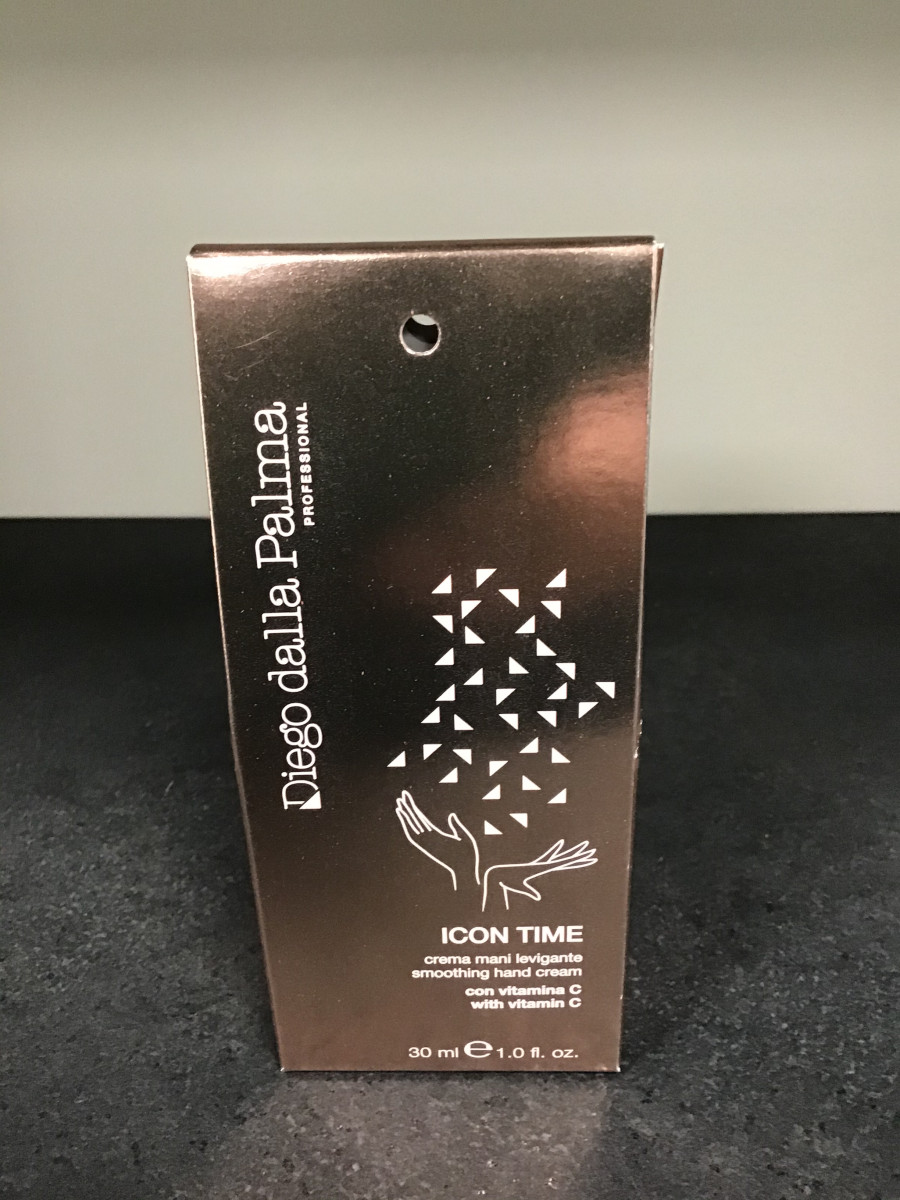 Diego dalla Palma
PROFESSIONAL
ICON TIME
crema mani levigante
smoothing hand cream
con vitamina C
with vitamin C
30 ml ℮ 1.0 fl. oz.